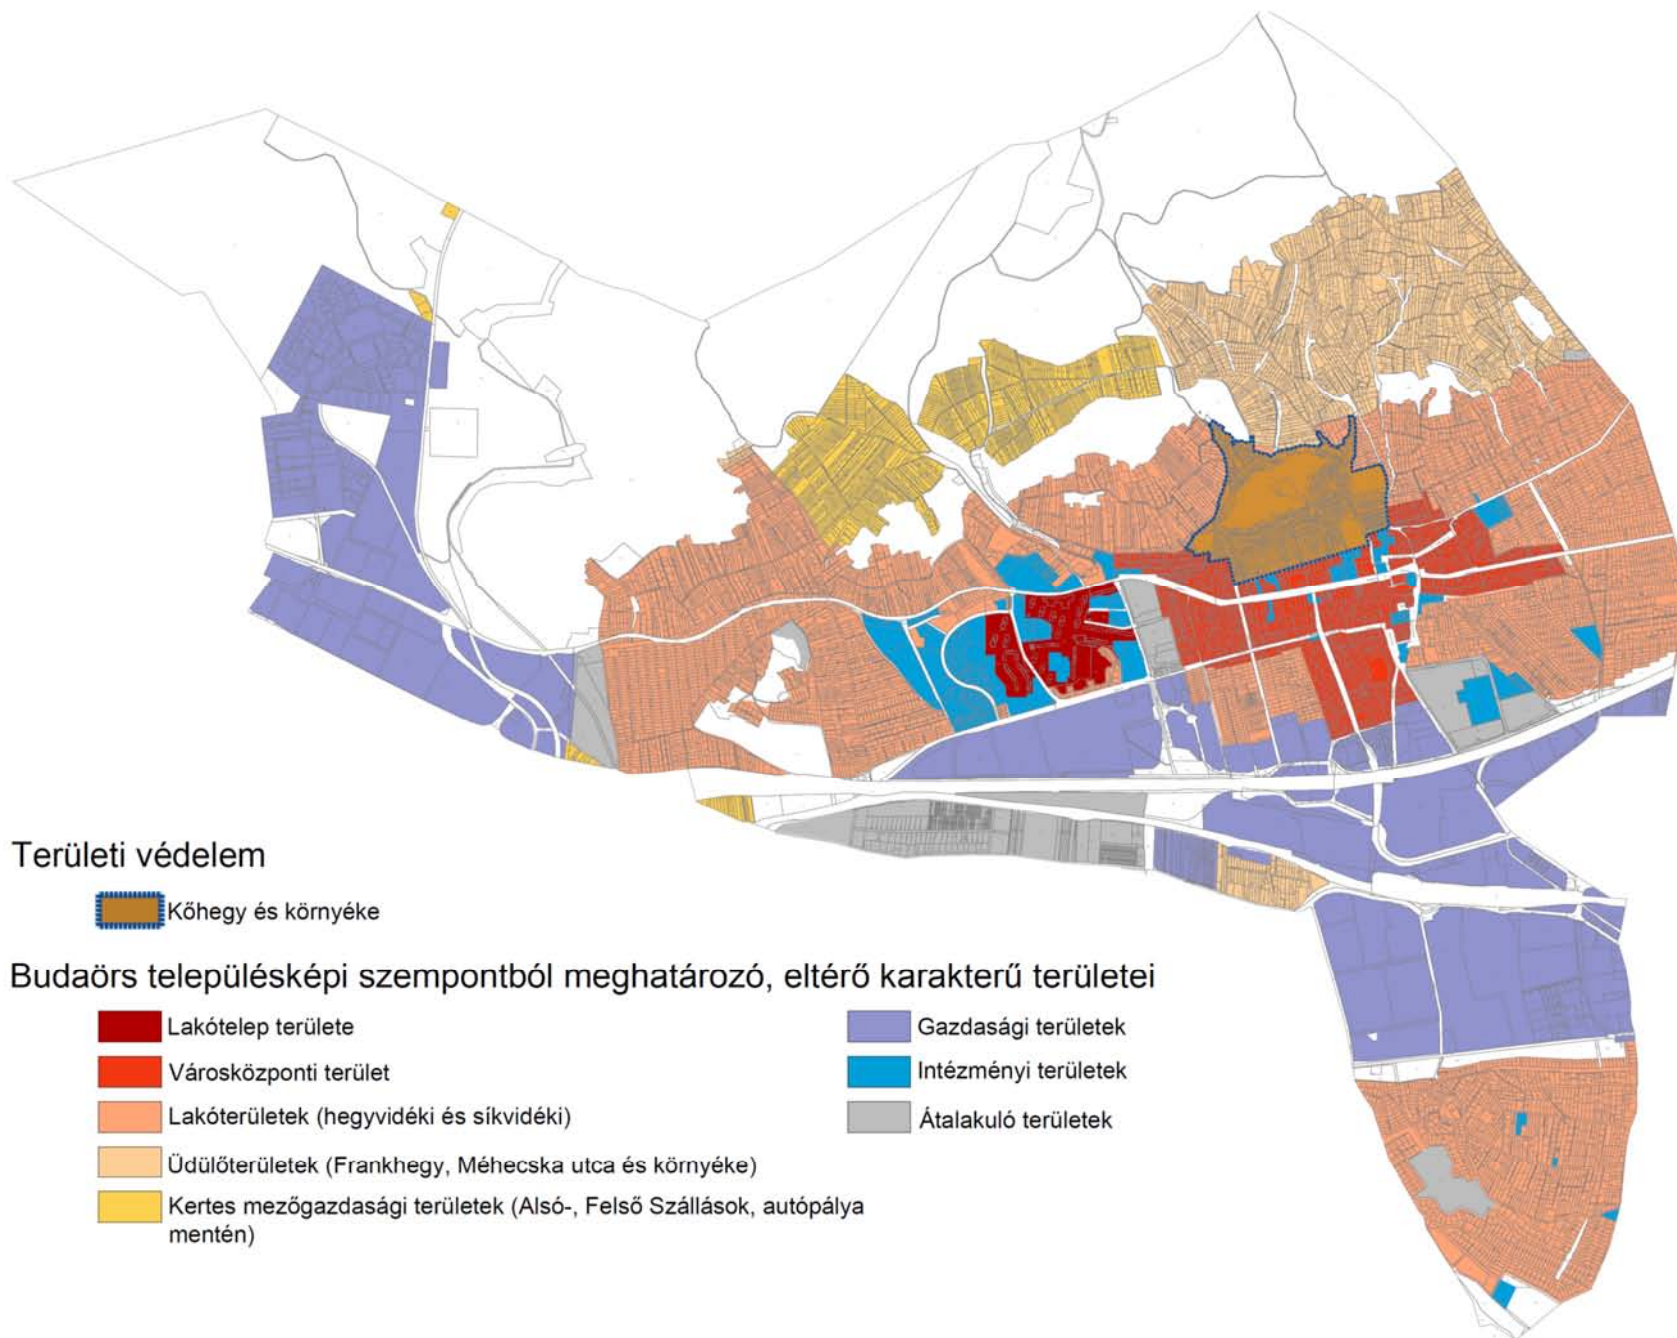 Területi védelem
Kőhegy és környéke
Budaörs településképi szempontból meghatározó, eltérő karakterű területei
Lakótelep területe
Városközponti terület
Lakóterületek (hegyvidéki és síkvidéki)
Üdülőterületek (Frankhegy, Méhecska utca és környéke)
Kertes mezőgazdasági területek (Alsó-, Felső Szállások, autópálya
mentén)
Gazdasági területek
Intézményi területek
Átalakuló területek